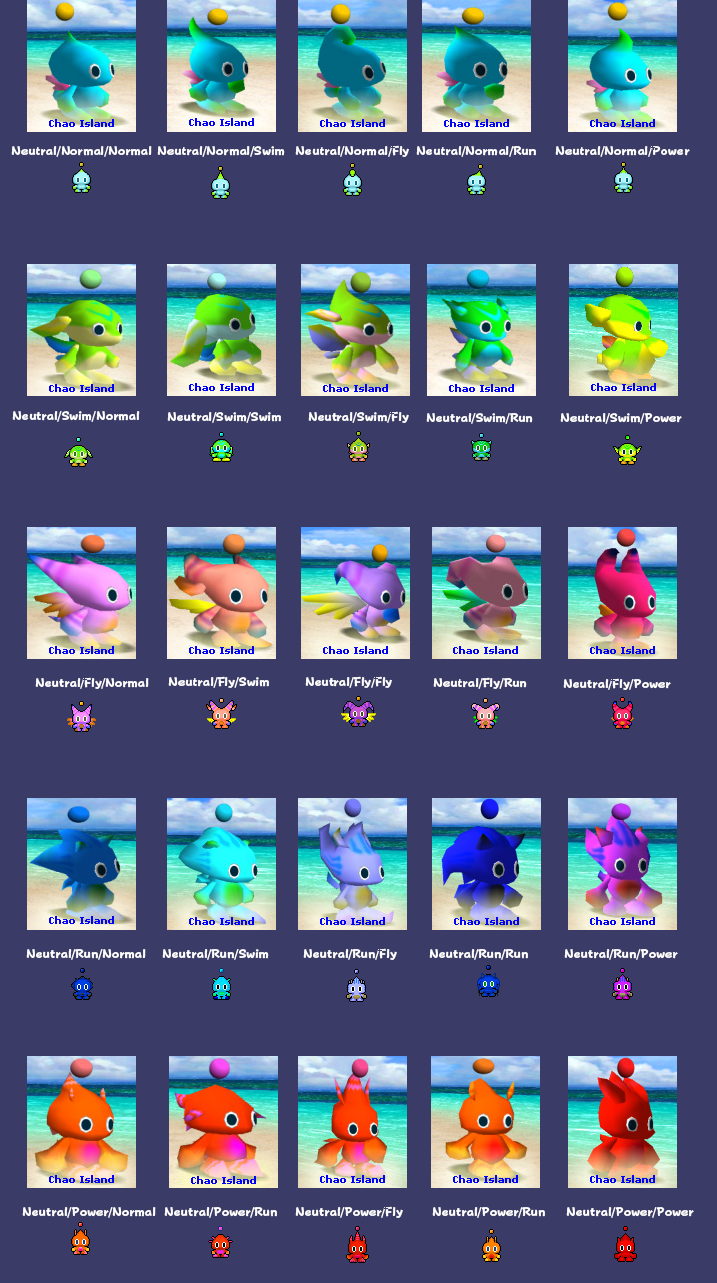 Chao Island Chao Island Chao Island Chao Island Chao Island
Neutral/Normal/Normal Neutral/Normal/Swim Neutral/Normal/Fly Neutral/Normal/Run Neutral/Normal/Power
Chao Island Chao Island Chao Island Chao Island Chao Island
Neutral/Swim/Normal Neutral/Swim/Swim Neutral/Swim/Fly Neutral/Swim/Run Neutral/Swim/Power
Chao Island Chao Island Chao Island Chao Island Chao Island
Neutral/Fly/Normal Neutral/Fly/Swim Neutral/Fly/Fly Neutral/Fly/Run Neutral/Fly/Power
Chao Island Chao Island Chao Island Chao Island Chao Island
Neutral/Run/Normal Neutral/Run/Swim Neutral/Run/Fly Neutral/Run/Run Neutral/Run/Power
Chao Island Chao Island Chao Island Chao Island Chao Island
Neutral/Power/Normal Neutral/Power/Run Neutral/Power/Fly Neutral/Power/Run Neutral/Power/Power